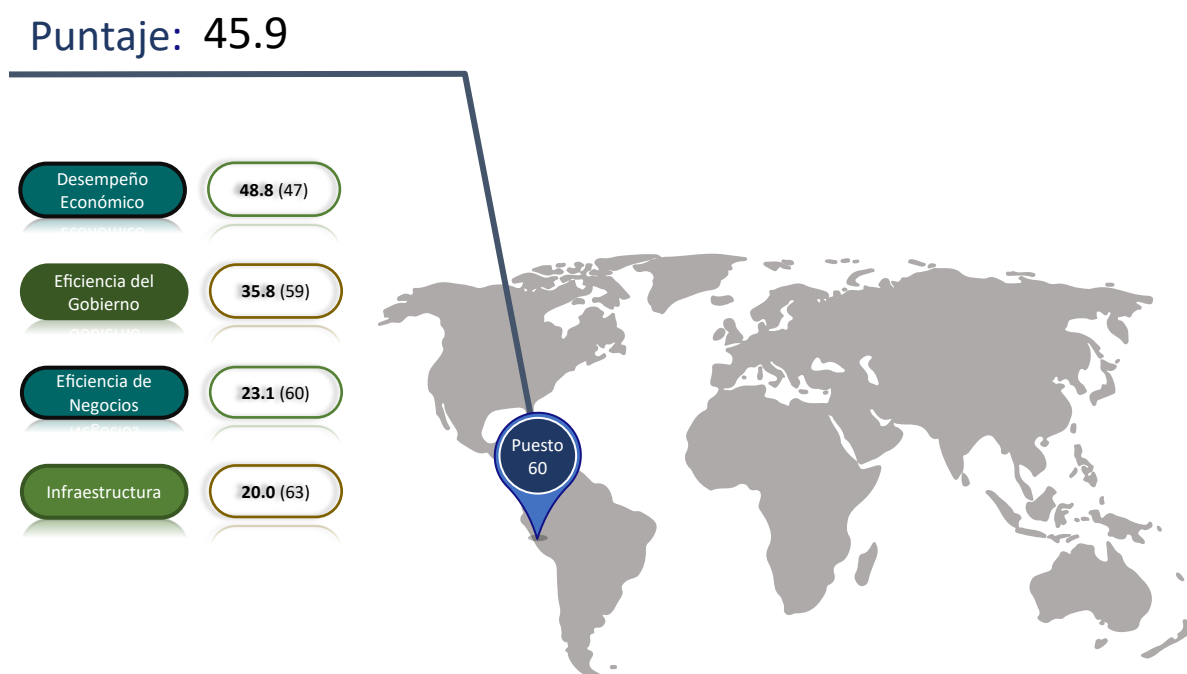 Puntaje: 45.9
Desempeño
Económico
48.8 (47)
Eficiencia del
Gobierno
35.8 (59)
Eficiencia de
Negocios
23.1 (60)
Infraestructura
20.0 (63)
Puesto
60